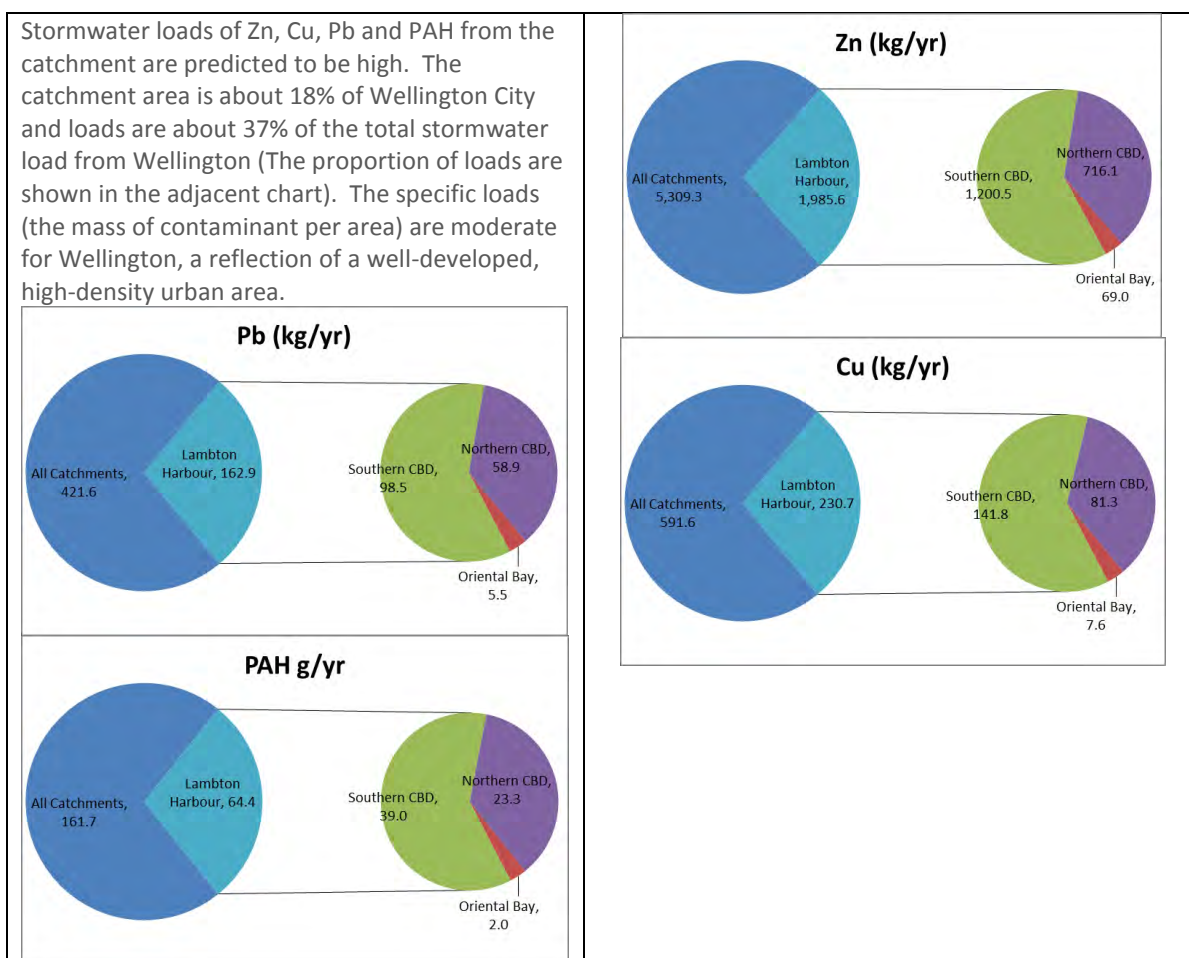 Stormwater loads of Zn, Cu, Pb and PAH from the
catchment are predicted to be high.  The
catchment area is about 18% of Wellington City
and loads are about 37% of the total stormwater
load from Wellington (The proportion of loads are
shown in the adjacent chart).  The specific loads
(the mass of contaminant per area) are moderate
for Wellington, a reflection of a well-developed,
high-density urban area.
Pb (kg/yr)
All Catchments,
421.6
Lambton
Harbour, 162.9
Southern CBD,
98.5
Northern CBD,
58.9
Oriental Bay,
5.5
PAH g/yr
All Catchments,
161.7
Lambton
Harbour, 64.4
Southern CBD,
39.0
Northern CBD,
23.3
Oriental Bay,
2.0
Zn (kg/yr)
All Catchments,
5,309.3
Lambton
Harbour,
1,985.6
Southern CBD,
1,200.5
Northern CBD,
716.1
Oriental Bay,
69.0
Cu (kg/yr)
All Catchments,
591.6
Lambton
Harbour, 230.7
Southern CBD,
141.8
Northern CBD,
81.3
Oriental Bay,
7.6